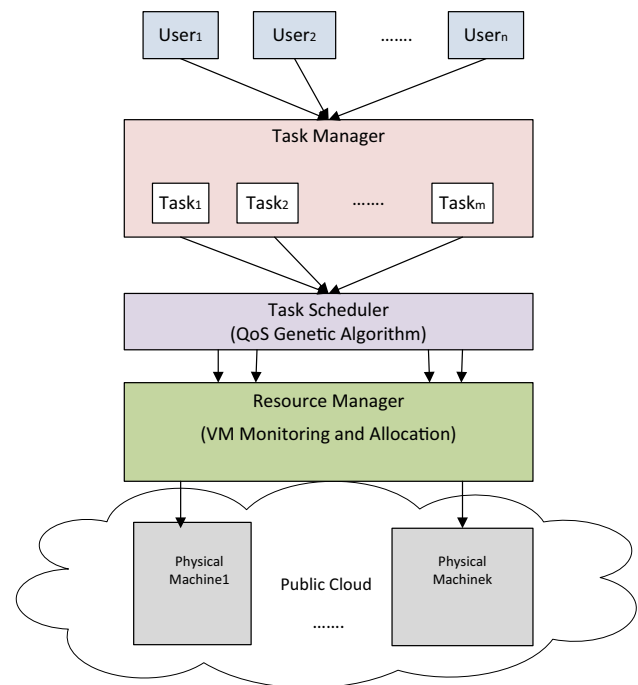 User₁ User₂ ……. Userₙ
Task Manager
Task₁ Task₂ ……. Taskₘ
Task Scheduler
(QoS Genetic Algorithm)
Resource Manager
(VM Monitoring and Allocation)
Physical
Machine1
Public Cloud
…….
Physical
Machinek